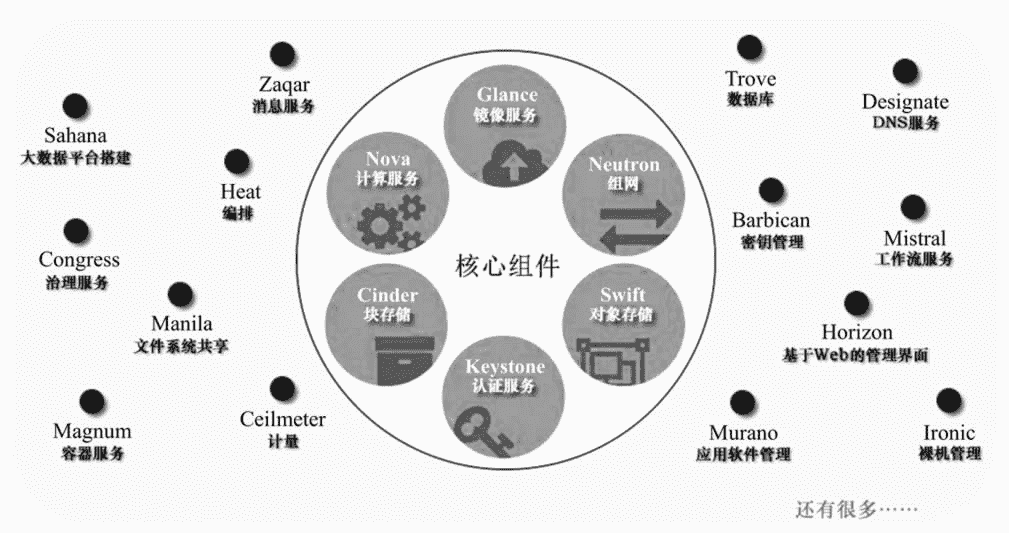 Zaqar
消息服务
Sahana
大数据平台搭建
Heat
编排
Congress
治理服务
Manila
文件系统共享
Magnum
容器服务
Ceilmeter
计量
Glance
镜像服务
Nova
计算服务
Neutron
组网
核心组件
Cinder
块存储
Swift
对象存储
Keystone
认证服务
Trove
数据库
Designate
DNS服务
Barbican
密钥管理
Mistral
工作流服务
Horizon
基于Web的管理界面
Murano
应用软件管理
Ironic
裸机管理
还有很多……